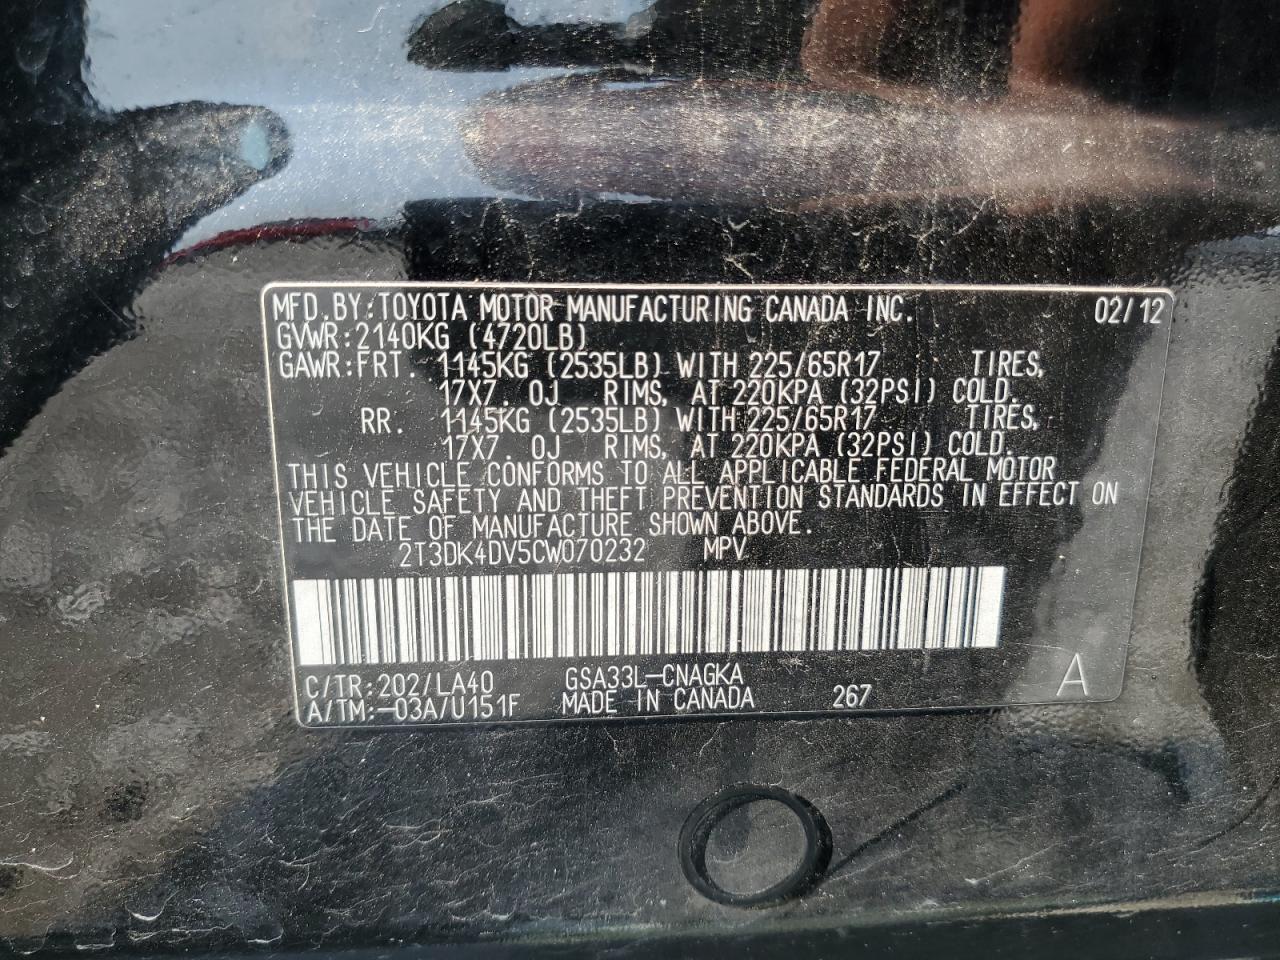 MFD.BY:TOYOTA MOTOR MANUFACTURING CANADA INC. 02/12
GVWR:2140KG (4720LB)
GAWR:FRT. 1145KG (2535LB) WITH 225/65R17 TIRES,
17X7.0J RIMS, AT 220KPA (32PSI) COLD.
RR. 1145KG (2535LB) WITH 225/65R17 TIRES,
17X7.0J RIMS, AT 220KPA (32PSI) COLD.
THIS VEHICLE CONFORMS TO ALL APPLICABLE FEDERAL MOTOR
VEHICLE SAFETY AND THEFT PREVENTION STANDARDS IN EFFECT ON
THE DATE OF MANUFACTURE SHOWN ABOVE.
2T3DK4DV5CW070232 MPV
C/TR:202/LA40 GSA33L-CNAGKA
A/TM:-03A/U151F MADE IN CANADA 267 A